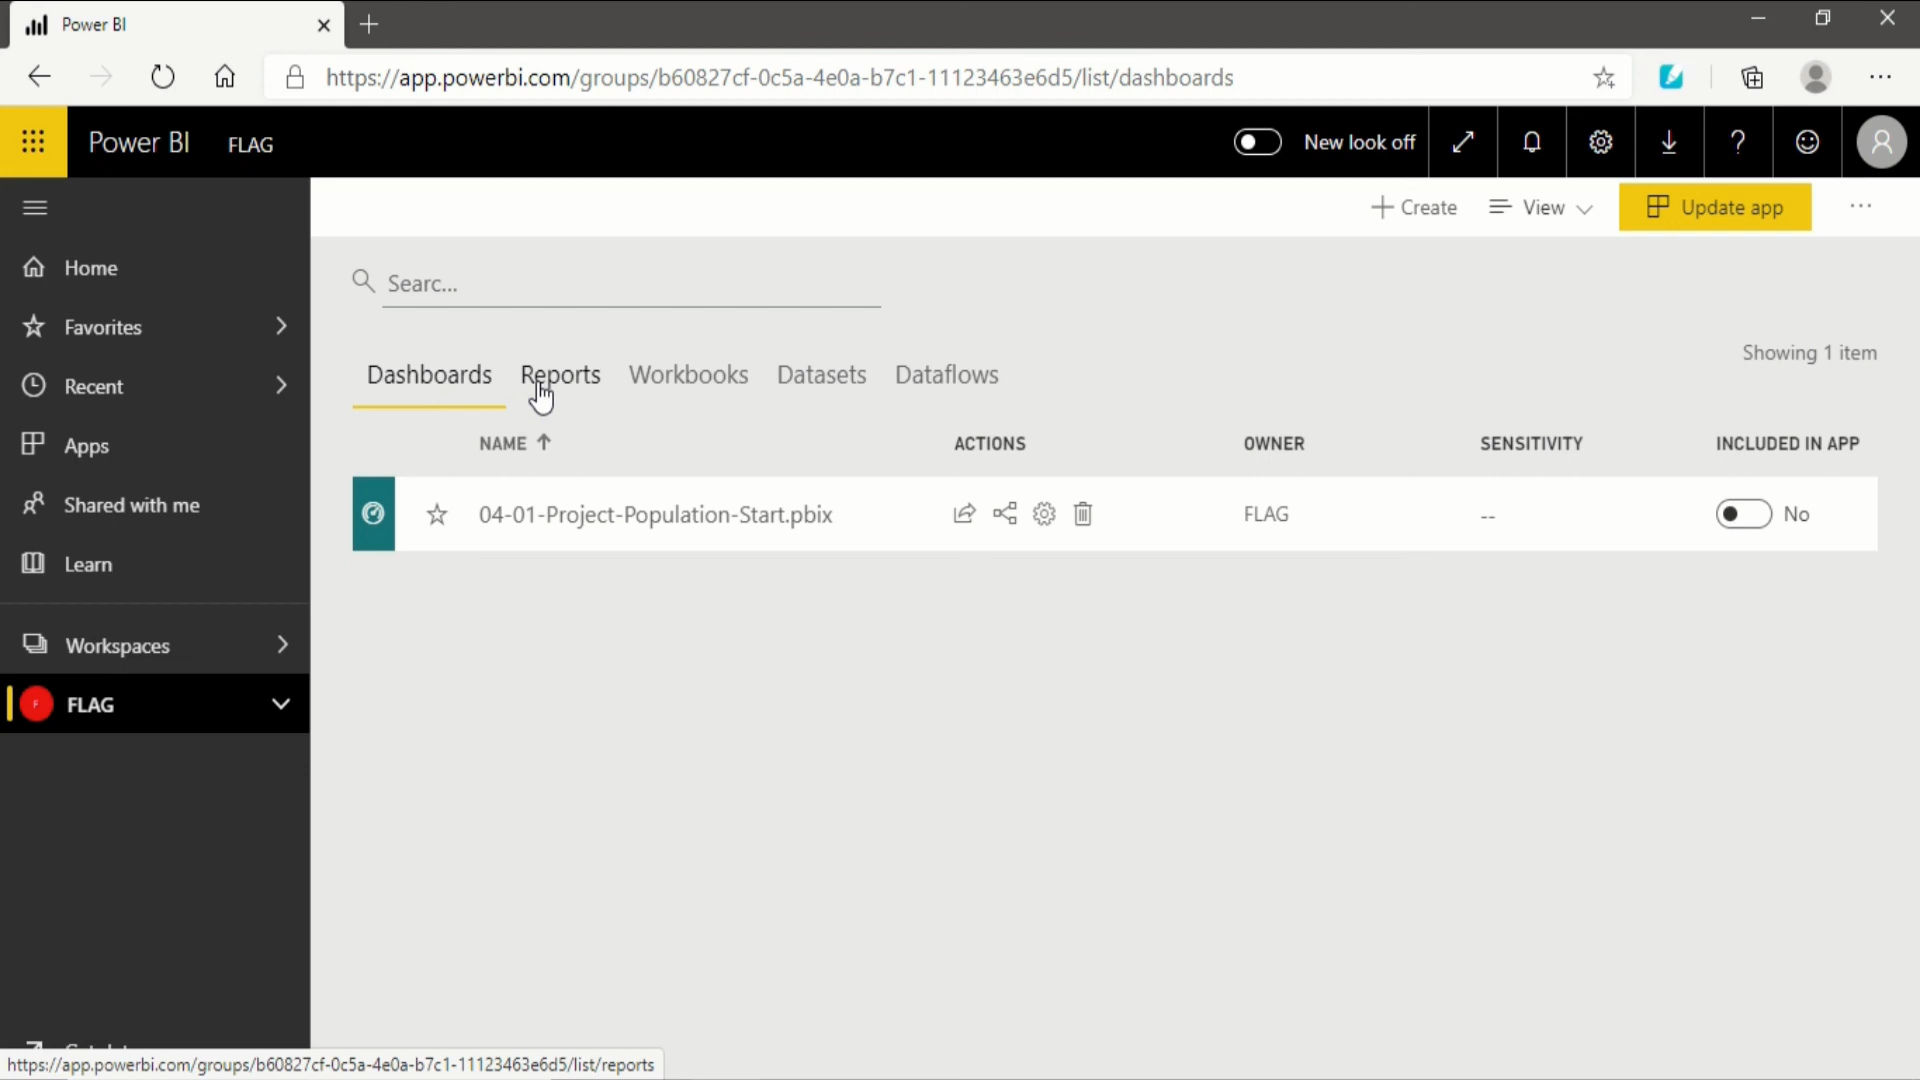 Power BI
https://app.powerbi.com/groups/b60827cf-0c5a-4e0a-b7c1-11123463e6d5/list/dashboards
Power BI FLAG New look off
Create View Update app
Home
Favorites
Recent
Apps
Shared with me
Learn
Workspaces
F FLAG
Searc...
Showing 1 item
Dashboards Reports Workbooks Datasets Dataflows
NAME ACTIONS OWNER SENSITIVITY INCLUDED IN APP
04-01-Project-Population-Start.pbix FLAG -- No
https://app.powerbi.com/groups/b60827cf-0c5a-4e0a-b7c1-11123463e6d5/list/reports